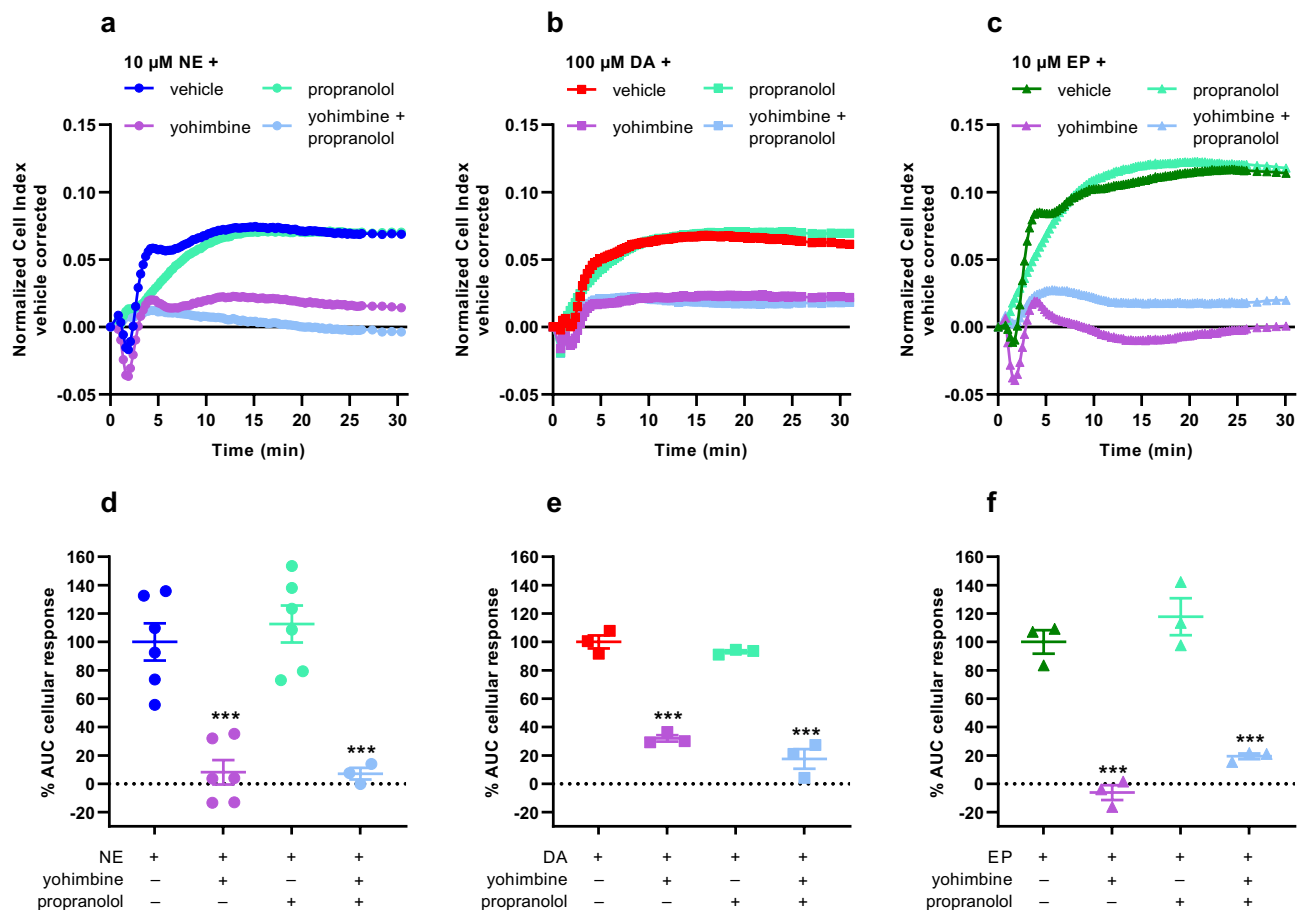 a
10 µM NE +
vehicle
propranolol
yohimbine
yohimbine +
propranolol
Normalized Cell Index
vehicle corrected
0.15
0.10
0.05
0.00
-0.05
0 5 10 15 20 25 30
Time (min)
b
100 µM DA +
vehicle
propranolol
yohimbine
yohimbine +
propranolol
Normalized Cell Index
vehicle corrected
0.15
0.10
0.05
0.00
-0.05
0 5 10 15 20 25 30
Time (min)
c
10 µM EP +
vehicle
propranolol
yohimbine
yohimbine +
propranolol
Normalized Cell Index
vehicle corrected
0.15
0.10
0.05
0.00
-0.05
0 5 10 15 20 25 30
Time (min)
d
% AUC cellular response
160
140
120
100
80
60
40
20
0
-20
***
***
NE + + + +
yohimbine – + – +
propranolol – – + +
e
% AUC cellular response
160
140
120
100
80
60
40
20
0
-20
***
***
DA + + + +
yohimbine – + – +
propranolol – – + +
f
% AUC cellular response
160
140
120
100
80
60
40
20
0
-20
***
***
EP + + + +
yohimbine – + – +
propranolol – – + +